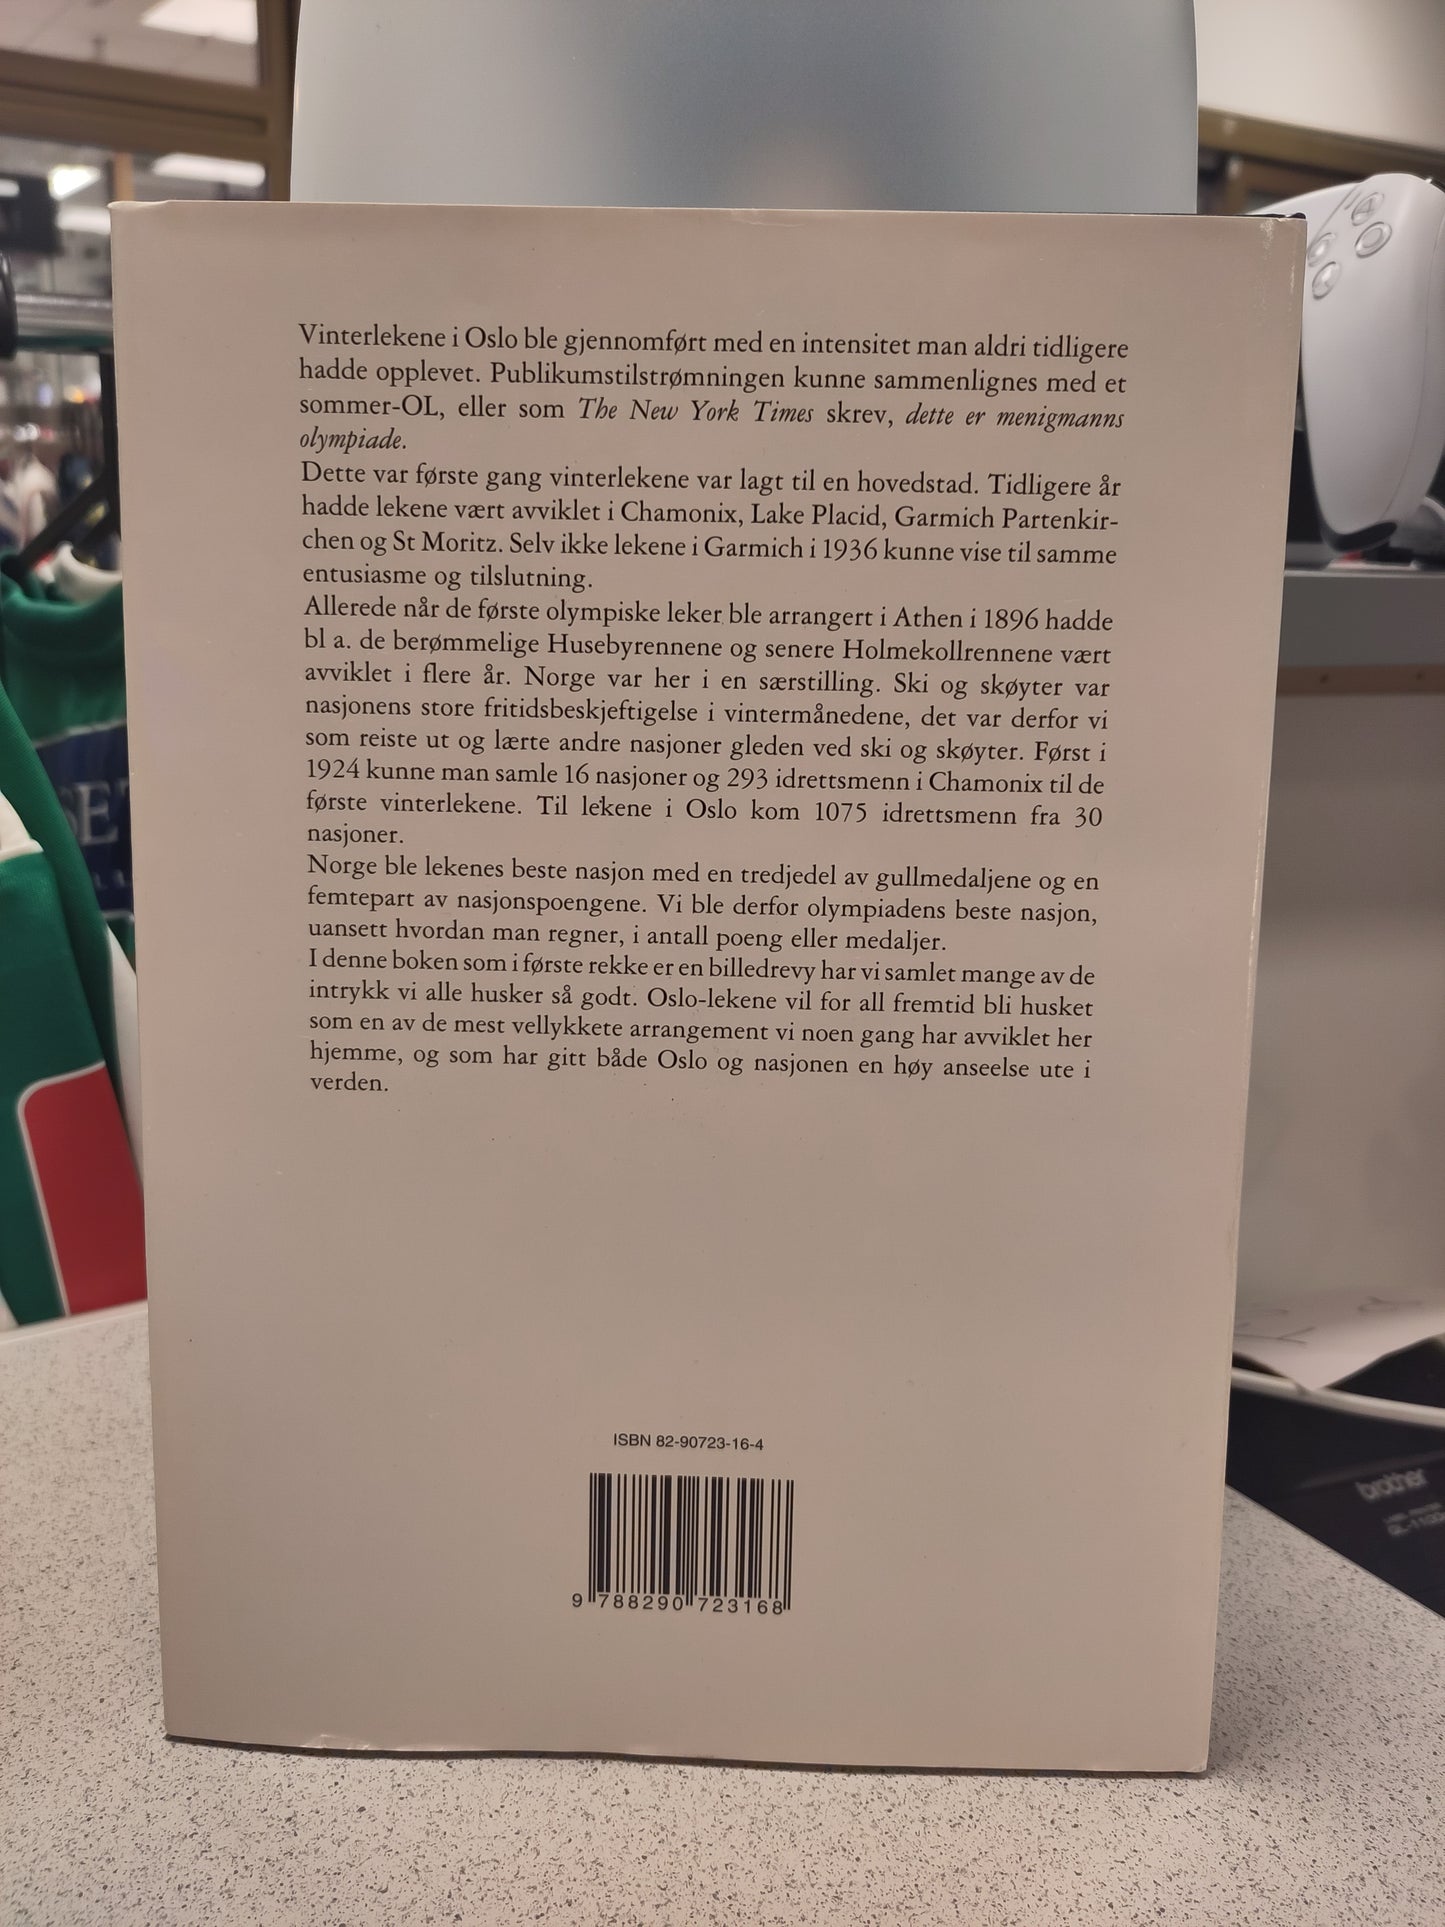 Vinterlekene i Oslo ble gjennomført med en intensitet man aldri tidligere
hadde opplevet. Publikumstilstrømningen kunne sammenlignes med et
sommer-OL, eller som The New York Times skrev, dette er menigmanns
olympiade.
Dette var første gang vinterlekene var lagt til en hovedstad. Tidligere år
hadde lekene vært avviklet i Chamonix, Lake Placid, Garmich Partenkir-
chen og St Moritz. Selv ikke lekene i Garmich i 1936 kunne vise til samme
entusiasme og tilslutning.
Allerede når de første olympiske leker ble arrangert i Athen i 1896 hadde
bl a. de berømmelige Husebyrennene og senere Holmekollrennene vært
avviklet i flere år. Norge var her i en særstilling. Ski og skøyter var
nasjonens store fritidsbeskjeftigelse i vintermånedene, det var derfor vi
som reiste ut og lærte andre nasjoner gleden ved ski og skøyter. Først i
1924 kunne man samle 16 nasjoner og 293 idrettsmenn i Chamonix til de
første vinterlekene. Til lekene i Oslo kom 1075 idrettsmenn fra 30
nasjoner.
Norge ble lekenes beste nasjon med en tredjedel av gullmedaljene og en
femtepart av nasjonspoengene. Vi ble derfor olympiadens beste nasjon,
uansett hvordan man regner, i antall poeng eller medaljer.
I denne boken som i første rekke er en billedrevy har vi samlet mange av de
intrykk vi alle husker så godt. Oslo-lekene vil for all fremtid bli husket
som en av de mest vellykkete arrangement vi noen gang har avviklet her
hjemme, og som har gitt både Oslo og nasjonen en høy anseelse ute i
verden.
ISBN 82-90723-16-4
9 788290 723168
brother